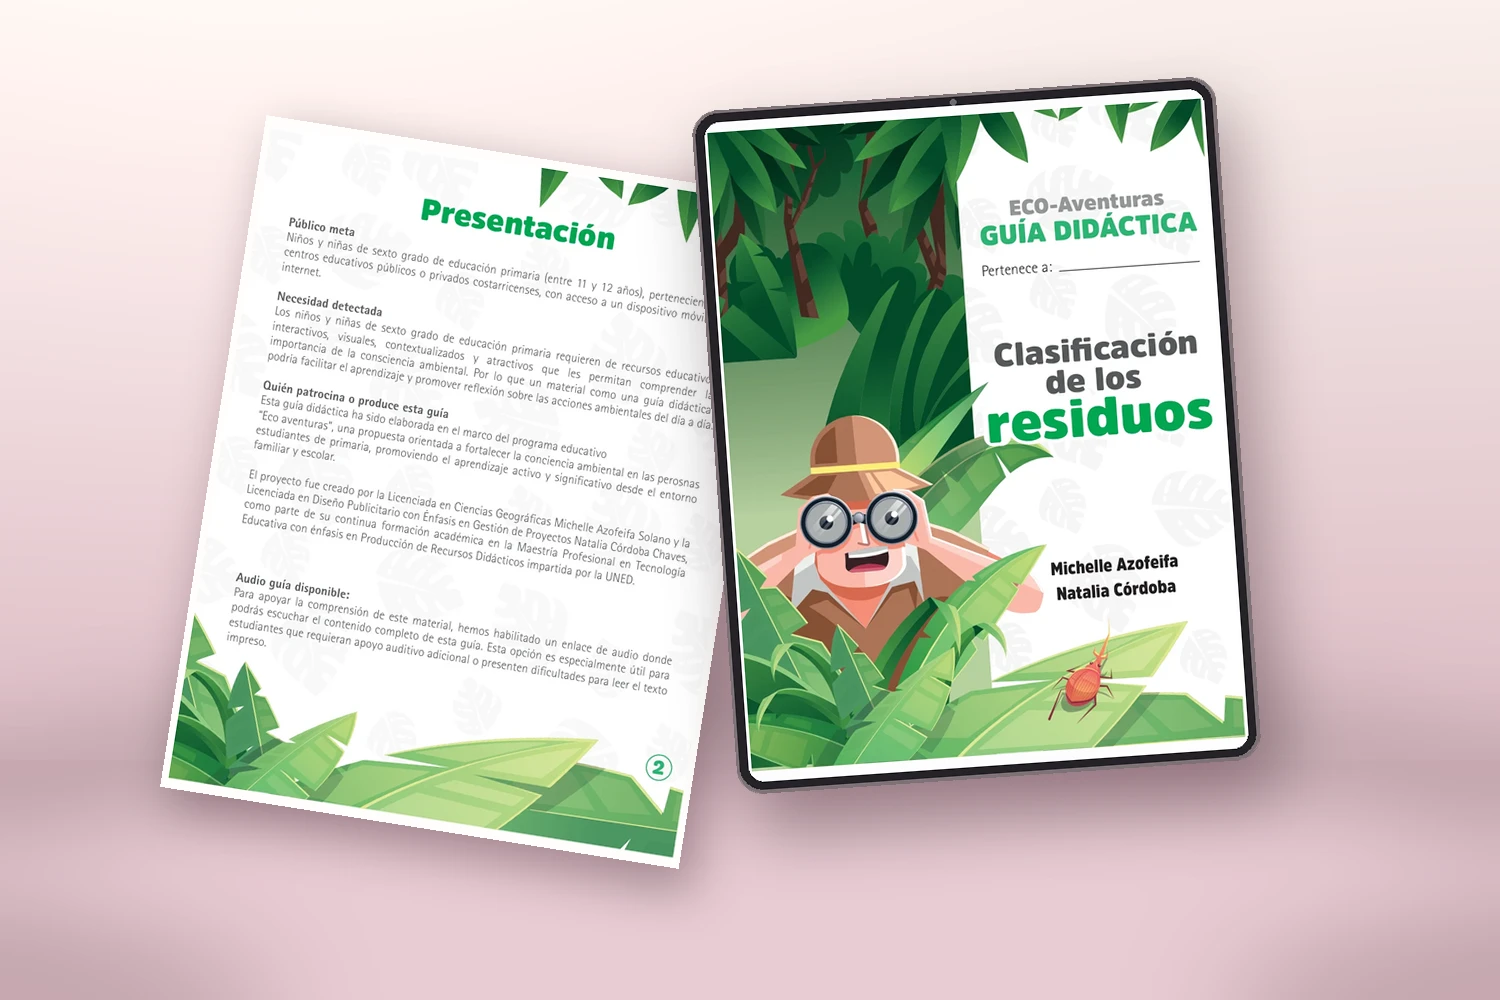 Presentación
Público meta
Niños y niñas de sexto grado de educación primaria (entre 11 y 12 años),
centros educativos públicos o privados costarricenses, con acceso a un dispositivo
internet.
Necesidad detectada
Los niños y niñas de sexto grado de educación primaria requieren de recursos
interactivos, visuales, contextualizados y atractivos que les permitan comprender
importancia de la consciencia ambiental. Por lo que un material como una guía didáctica
podría facilitar el aprendizaje y promover reflexión sobre las acciones ambientales del día a día.
Quién patrocina o produce esta guía
Esta guía didáctica ha sido elaborada en el marco del programa educativo
"Eco aventuras", una propuesta orientada a fortalecer la conciencia ambiental en las perosnas
estudiantes de primaria, promoviendo el aprendizaje activo y significativo desde el entorno
familiar y escolar.
El proyecto fue creado por la Licenciada en Ciencias Geográficas Michelle Azofeifa Solano y la
Licenciada en Diseño Publicitario con Énfasis en Gestión de Proyectos Natalia Córdoba Chaves,
como parte de su continua formación académica en la Maestría Profesional en Tecnología
Educativa con énfasis en Producción de Recursos Didácticos impartida por la UNED.
Audio guía disponible:
Para apoyar la comprensión de este material, hemos habilitado un enlace de audio donde
podrás escuchar el contenido completo de esta guía. Esta opción es especialmente útil para
estudiantes que requieran apoyo auditivo adicional o presenten dificultades para leer el texto
impreso.
2
ECO-Aventuras
GUÍA DIDÁCTICA
Pertenece a:
Clasificación
de los
residuos
Michelle Azofeifa
Natalia Córdoba